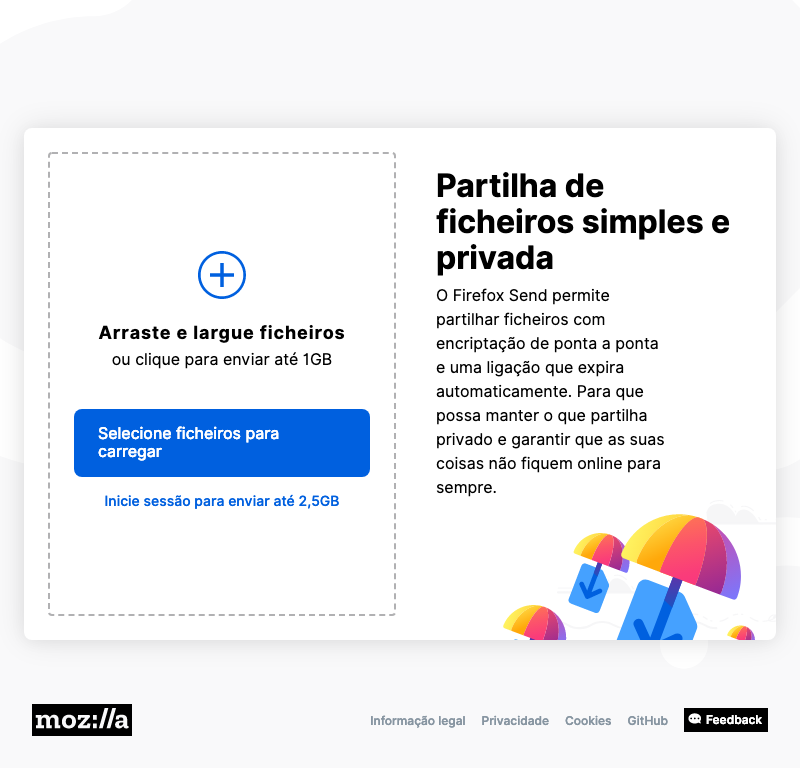 Arraste e largue ficheiros
ou clique para enviar até 1GB
Selecione ficheiros para
carregar
Inicie sessão para enviar até 2,5GB
Partilha de
ficheiros simples e
privada
O Firefox Send permite
partilhar ficheiros com
encriptação de ponta a ponta
e uma ligação que expira
automaticamente. Para que
possa manter o que partilha
privado e garantir que as suas
coisas não fiquem online para
sempre.
moz://a
Informação legal Privacidade Cookies GitHub Feedback